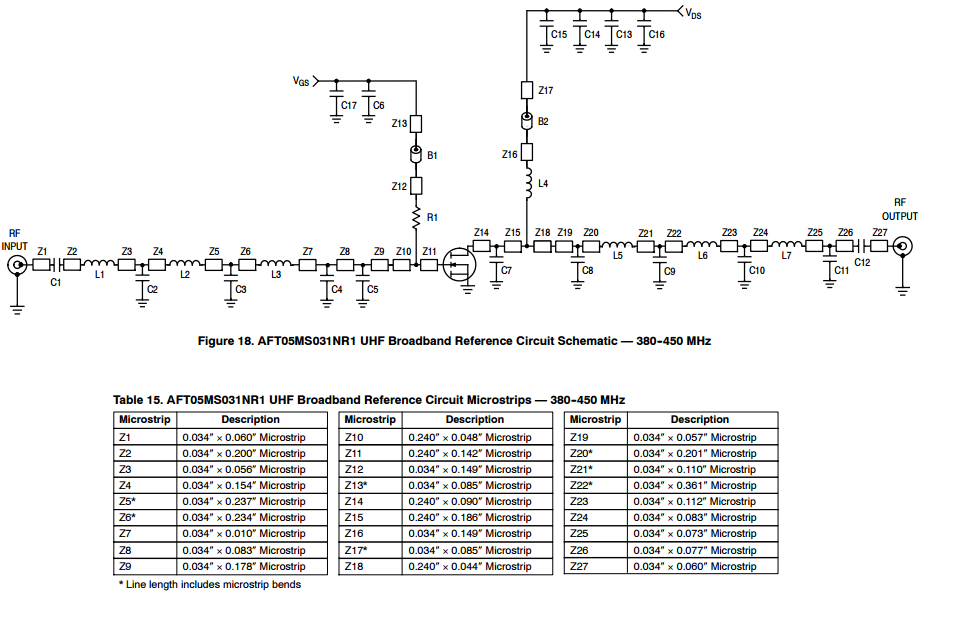 VDS
C15 C14 C13 C16
VGS
C17 C6
Z17
Z13
B2
B1
Z16
Z12
L4
R1
RF
OUTPUT
RF
INPUT
Z1 Z2 Z3 Z4 Z5 Z6 Z7 Z8 Z9 Z10 Z11
Z14 Z15 Z18 Z19 Z20 Z21 Z22 Z23 Z24 Z25 Z26 Z27
L1 L2 L3
L5 L6 L7
C1 C2 C3 C4 C5
C7 C8 C9 C10 C11 C12
Figure 18. AFT05MS031NR1 UHF Broadband Reference Circuit Schematic — 380-450 MHz
Table 15. AFT05MS031NR1 UHF Broadband Reference Circuit Microstrips — 380-450 MHz
Microstrip Description Microstrip Description Microstrip Description
Z1 0.034″ × 0.060″ Microstrip Z10 0.240″ × 0.048″ Microstrip Z19 0.034″ × 0.057″ Microstrip
Z2 0.034″ × 0.200″ Microstrip Z11 0.240″ × 0.142″ Microstrip Z20* 0.034″ × 0.201″ Microstrip
Z3 0.034″ × 0.056″ Microstrip Z12 0.034″ × 0.149″ Microstrip Z21* 0.034″ × 0.110″ Microstrip
Z4 0.034″ × 0.154″ Microstrip Z13* 0.034″ × 0.085″ Microstrip Z22* 0.034″ × 0.361″ Microstrip
Z5* 0.034″ × 0.237″ Microstrip Z14 0.240″ × 0.090″ Microstrip Z23 0.034″ × 0.112″ Microstrip
Z6* 0.034″ × 0.234″ Microstrip Z15 0.240″ × 0.186″ Microstrip Z24 0.034″ × 0.083″ Microstrip
Z7 0.034″ × 0.010″ Microstrip Z16 0.034″ × 0.149″ Microstrip Z25 0.034″ × 0.073″ Microstrip
Z8 0.034″ × 0.083″ Microstrip Z17* 0.034″ × 0.085″ Microstrip Z26 0.034″ × 0.077″ Microstrip
Z9 0.034″ × 0.178″ Microstrip Z18 0.240″ × 0.044″ Microstrip Z27 0.034″ × 0.060″ Microstrip
* Line length includes microstrip bends